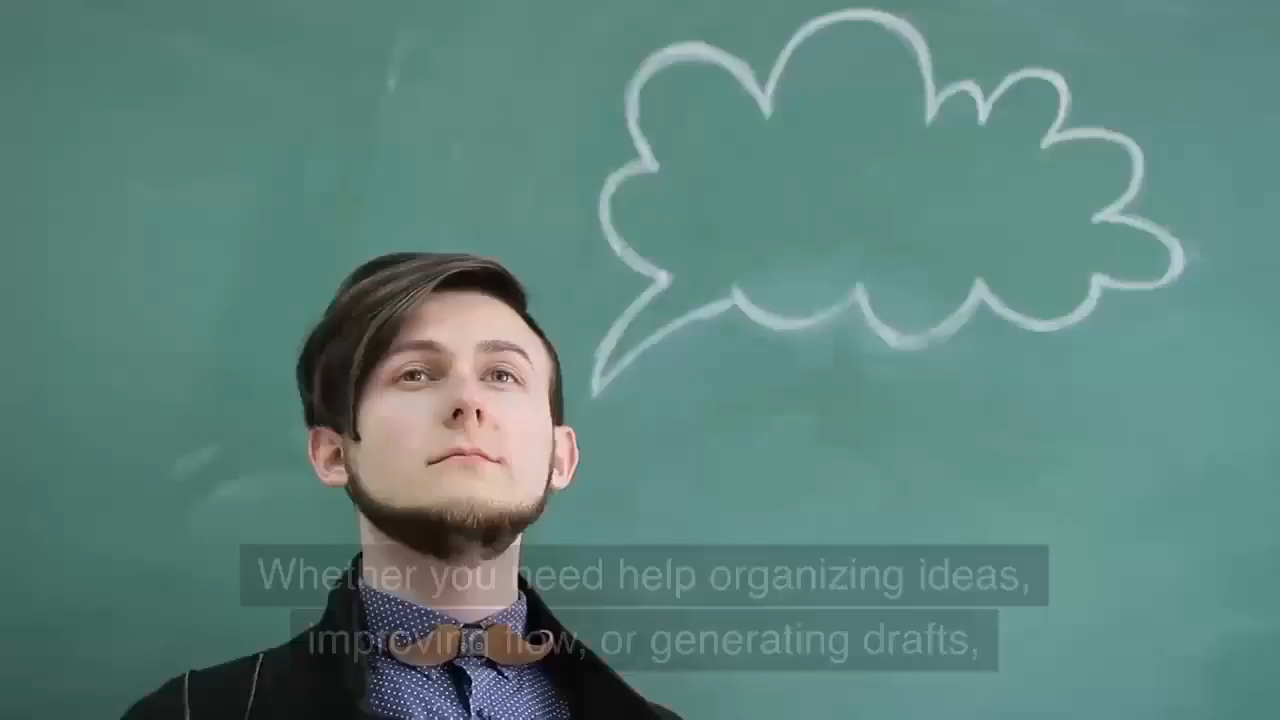 Whether you need help organizing ideas,
improving flow, or generating drafts,